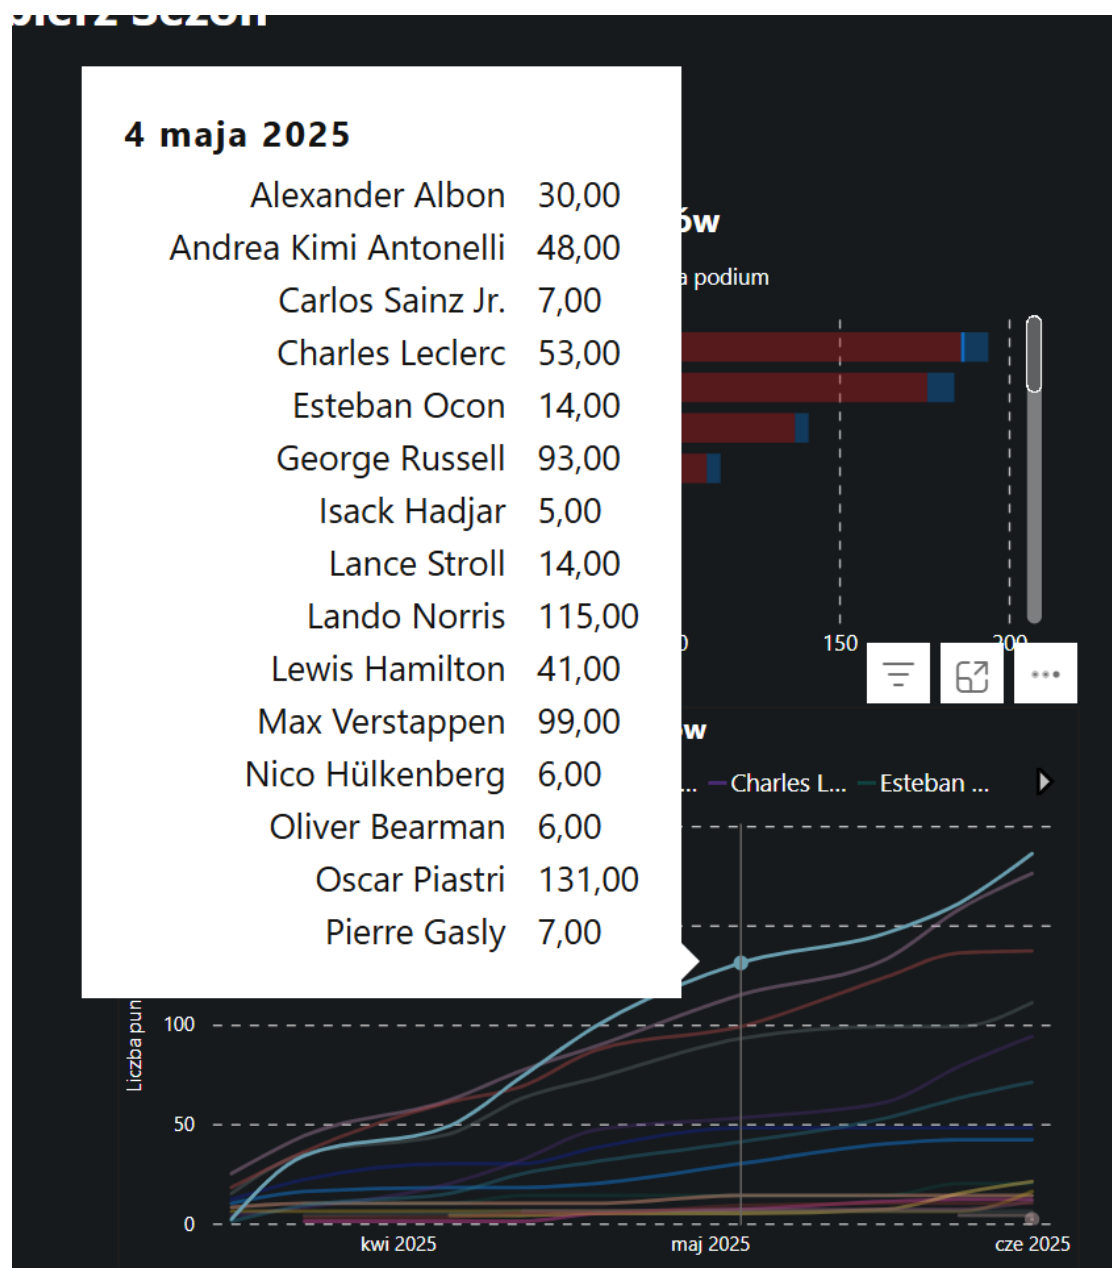 bierz Sezon
4 maja 2025
Alexander Albon 30,00
Andrea Kimi Antonelli 48,00
Carlos Sainz Jr. 7,00
Charles Leclerc 53,00
Esteban Ocon 14,00
George Russell 93,00
Isack Hadjar 5,00
Lance Stroll 14,00
Lando Norris 115,00
Lewis Hamilton 41,00
Max Verstappen 99,00
Nico Hülkenberg 6,00
Oliver Bearman 6,00
Oscar Piastri 131,00
Pierre Gasly 7,00
ów
a podium
0 150 200
ów
... Charles L... Esteban ...
Liczba pun
100
50
0
kwi 2025 maj 2025 cze 2025